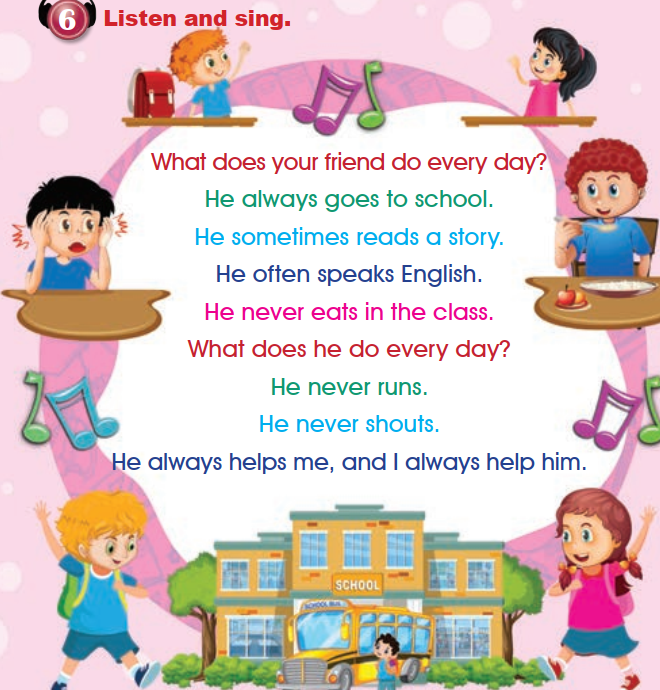 6 Listen and sing.
What does your friend do every day?
He always goes to school.
He sometimes reads a story.
He often speaks English.
He never eats in the class.
What does he do every day?
He never runs.
He never shouts.
He always helps me, and I always help him.
SCHOOL
SCHOOL BUS